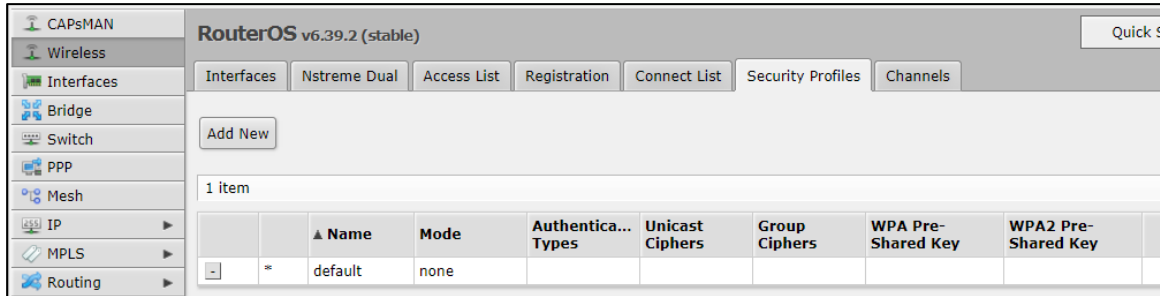 CAPsMAN
Wireless
Interfaces
Bridge
Switch
PPP
Mesh
IP
MPLS
Routing
RouterOS v6.39.2 (stable)
Quick S
Interfaces Nstreme Dual Access List Registration Connect List Security Profiles Channels
Add New
1 item
▲ Name Mode Authentica... Types Unicast Ciphers Group Ciphers WPA Pre-Shared Key WPA2 Pre-Shared Key
- * default none